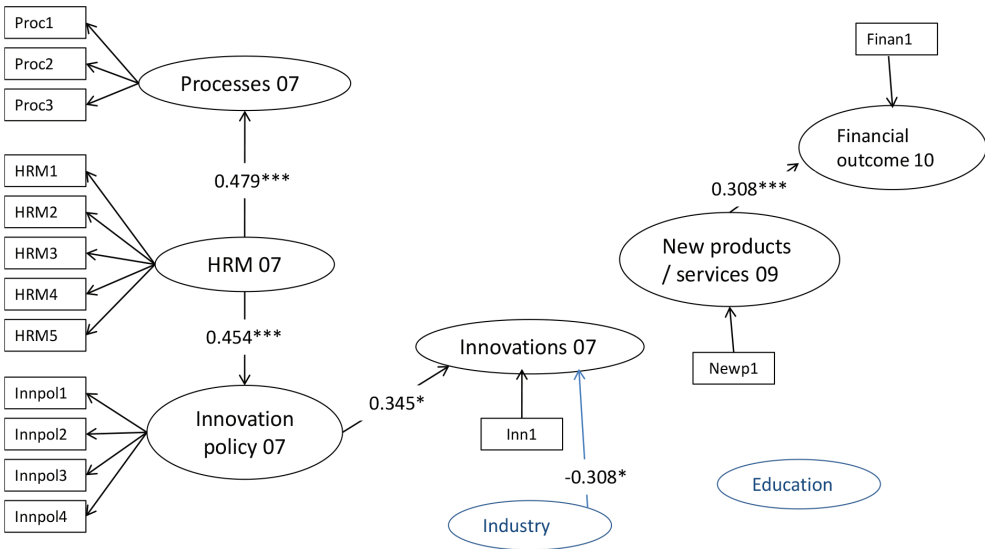 Proc1
Proc2
Proc3
Processes 07
Finan1
Financial
outcome 10
0.479***
0.308***
HRM1
HRM2
HRM3
HRM4
HRM5
HRM 07
New products
/ services 09
0.454***
Innovations 07
Newp1
Innpol1
Innpol2
Innpol3
Innpol4
Innovation
policy 07
0.345*
Inn1
-0.308*
Industry
Education